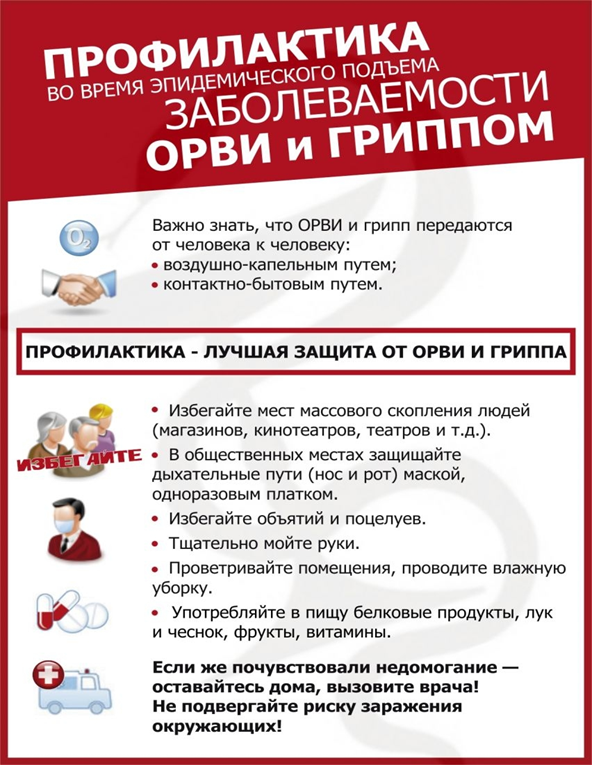 ПРОФИЛАКТИКА
ВО ВРЕМЯ ЭПИДЕМИЧЕСКОГО ПОДЪЕМА
ЗАБОЛЕВАЕМОСТИ
ОРВИ и ГРИППОМ
O2
Важно знать, что ОРВИ и грипп передаются
от человека к человеку:
• воздушно-капельным путем;
• контактно-бытовым путем.
ПРОФИЛАКТИКА - ЛУЧШАЯ ЗАЩИТА ОТ ОРВИ И ГРИППА
ИЗБЕГАЙТЕ
• Избегайте мест массового скопления людей
(магазинов, кинотеатров, театров и т.д.).
• В общественных местах защищайте
дыхательные пути (нос и рот) маской,
одноразовым платком.
• Избегайте объятий и поцелуев.
• Тщательно мойте руки.
• Проветривайте помещения, проводите влажную
уборку.
• Употребляйте в пищу белковые продукты, лук
и чеснок, фрукты, витамины.
Если же почувствовали недомогание —
оставайтесь дома, вызовите врача!
Не подвергайте риску заражения
окружающих!